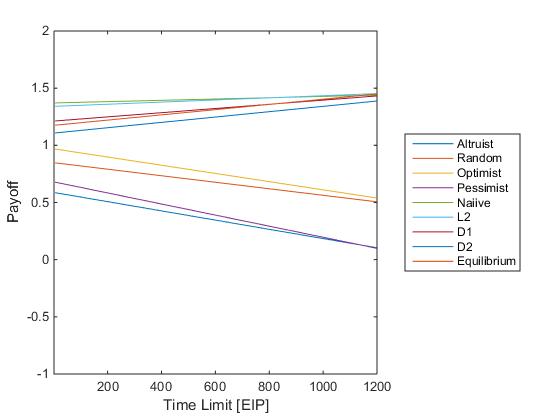 2
1.5
1
0.5
0
-0.5
-1
200 400 600 800 1000 1200
Payoff
Time Limit [EIP]
Altruist
Random
Optimist
Pessimist
Naiive
L2
D1
D2
Equilibrium